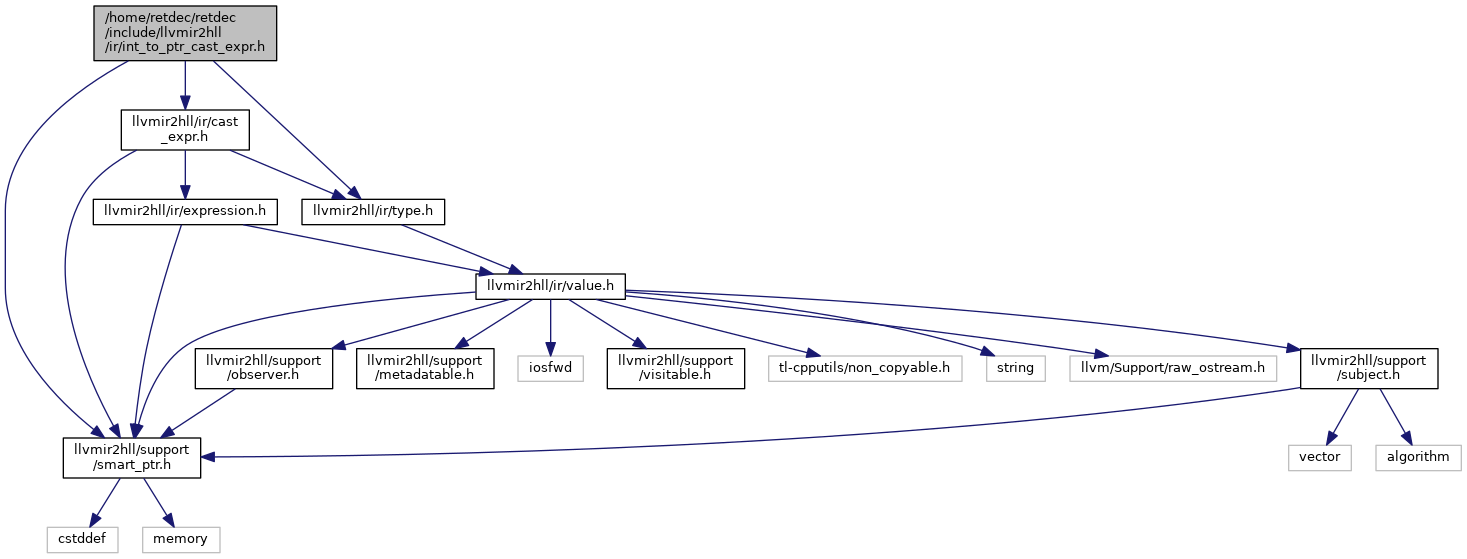 /home/retdec/retdec
/include/llvmir2hll
/ir/int_to_ptr_cast_expr.h
llvmir2hll/ir/cast
_expr.h
llvmir2hll/ir/expression.h
llvmir2hll/ir/type.h
llvmir2hll/ir/value.h
llvmir2hll/support
/observer.h
llvmir2hll/support
/metadatable.h
iosfwd
llvmir2hll/support
/visitable.h
tl-cpputils/non_copyable.h
string
llvm/Support/raw_ostream.h
llvmir2hll/support
/subject.h
llvmir2hll/support
/smart_ptr.h
vector
algorithm
cstddef
memory